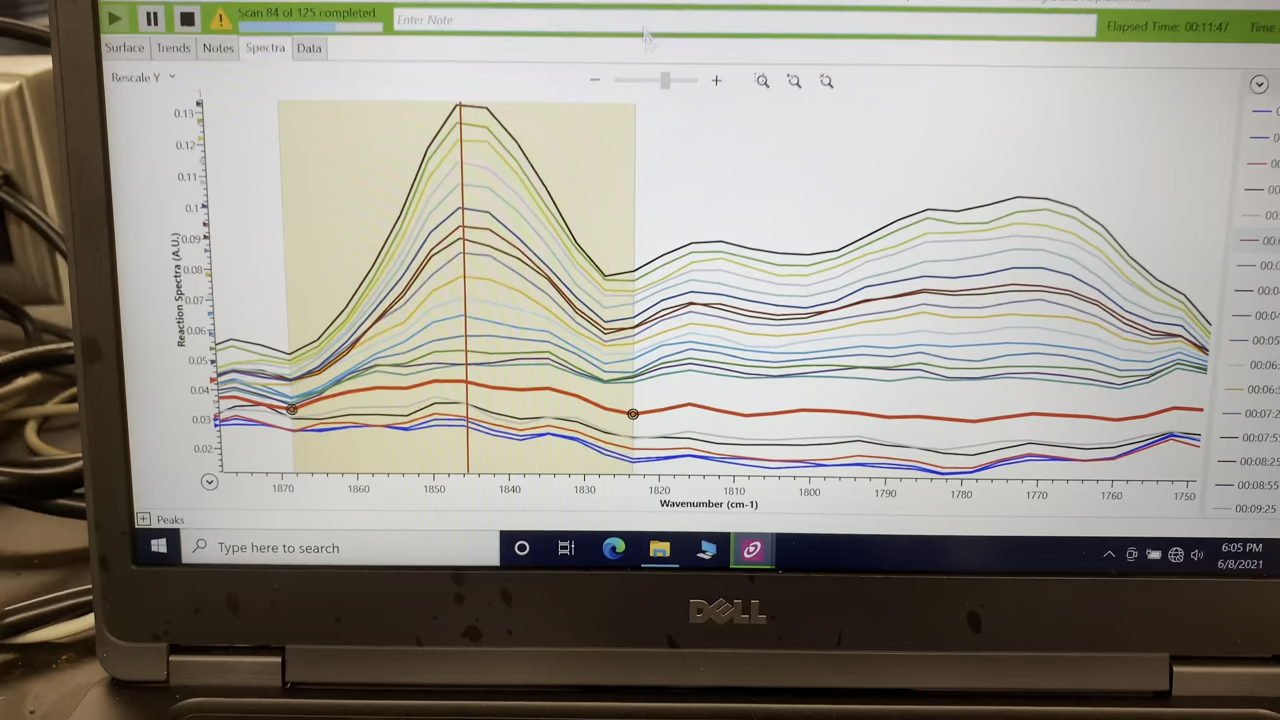 Scan 84 of 125 completed
Enter Note
Elapsed Time: 00:11:47
Time
Surface Trends Notes Spectra Data
Rescale Y
Reaction Spectra (A.U.)
0.13
0.12
0.11
0.1
0.09
0.08
0.07
0.06
0.05
0.04
0.03
0.02
1870 1860 1850 1840 1830 1820 1810 1800 1790 1780 1770 1760 1750
Wavenumber (cm-1)
00:05
00:06:
00:06:
00:07:2
00:07:5
00:08:25
00:08:55
00:09:25
Peaks
Type here to search
6:05 PM
6/8/2021
DELL